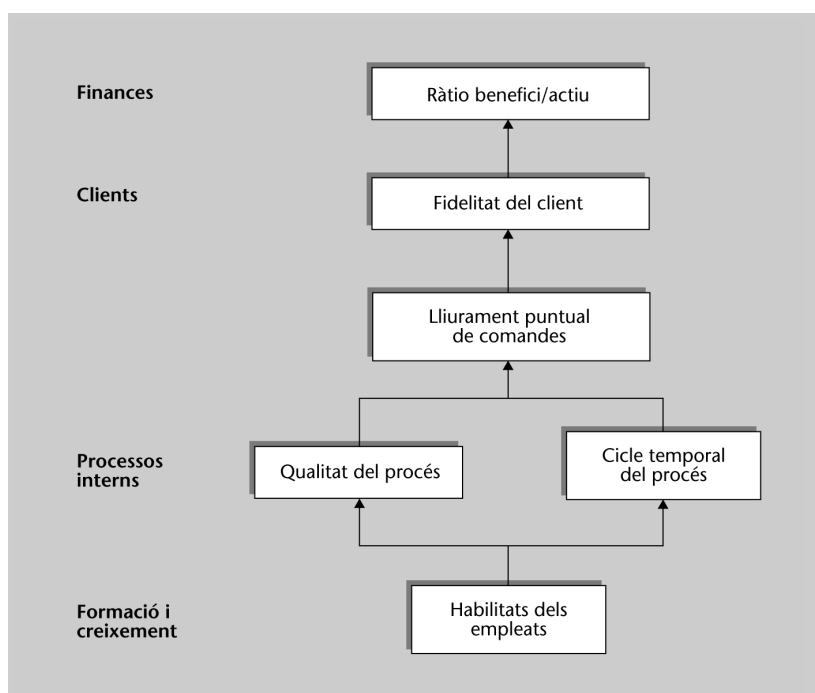 Finances
Ràtio benefici/actiu
Clients
Fidelitat del client
Lliurament puntual
de comandes
Processos
interns
Qualitat del procés
Cicle temporal
del procés
Formació i
creixement
Habilitats dels
empleats